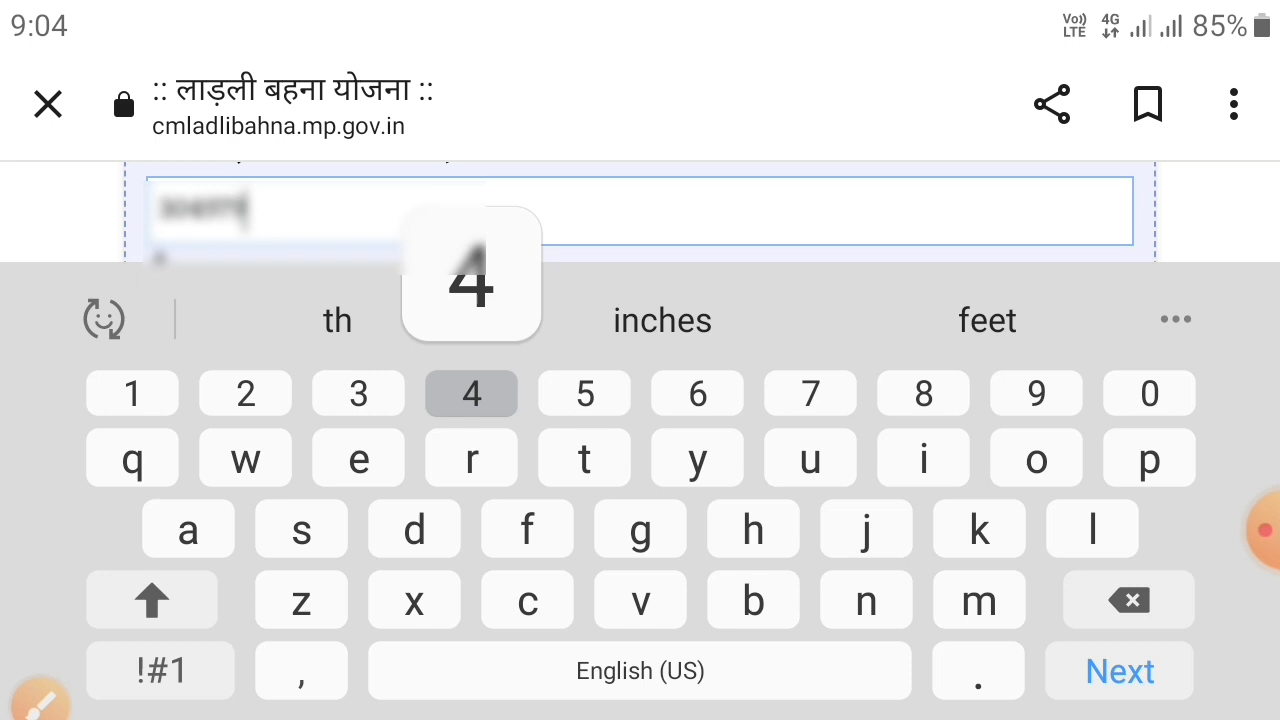 9:04
Vo)) LTE 4G 85%
:: लाड़ली बहना योजना ::
cmladlibahna.mp.gov.in
4
th inches feet
1 2 3 4 5 6 7 8 9 0
q w e r t y u i o p
a s d f g h j k l
z x c v b n m
!#1 , English (US) . Next